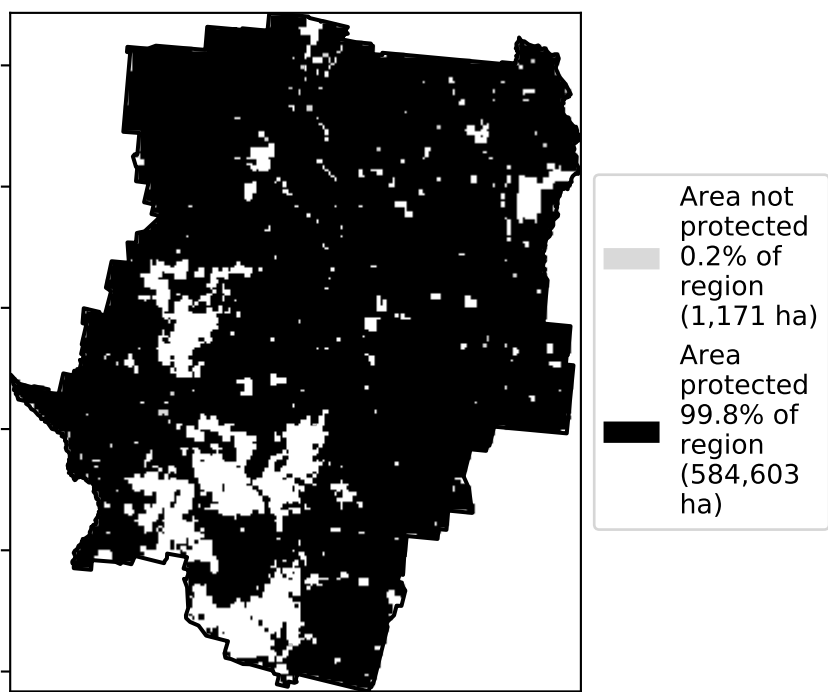 Area not
protected
0.2% of
region
(1,171 ha)
Area
protected
99.8% of
region
(584,603
ha)